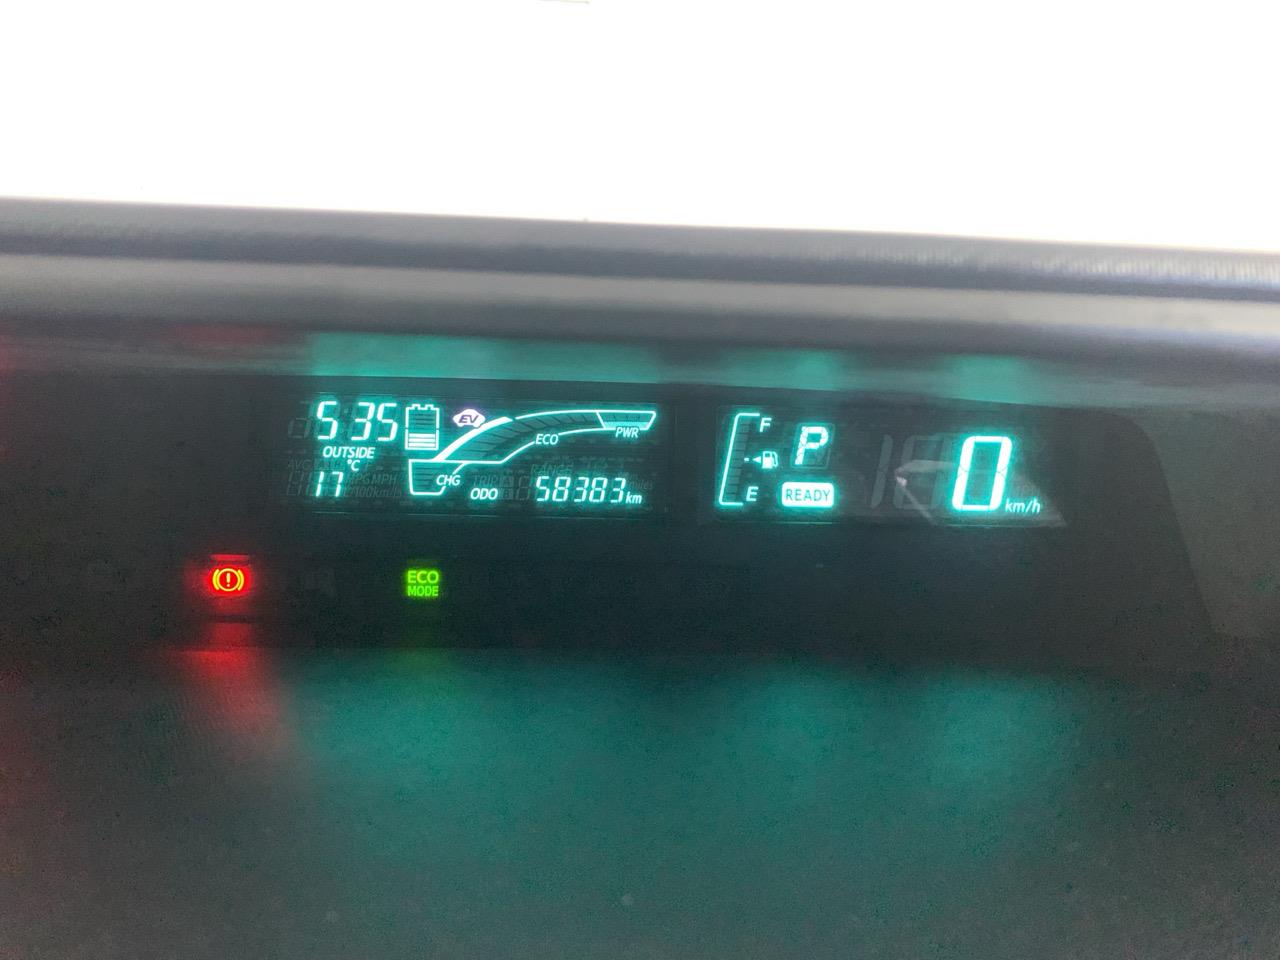 5:35
EV
F
P
ECO
PWR
OUTSIDE
°C
17
CHG
ODO
58383 km
E
READY
0 km/h
ECO
MODE